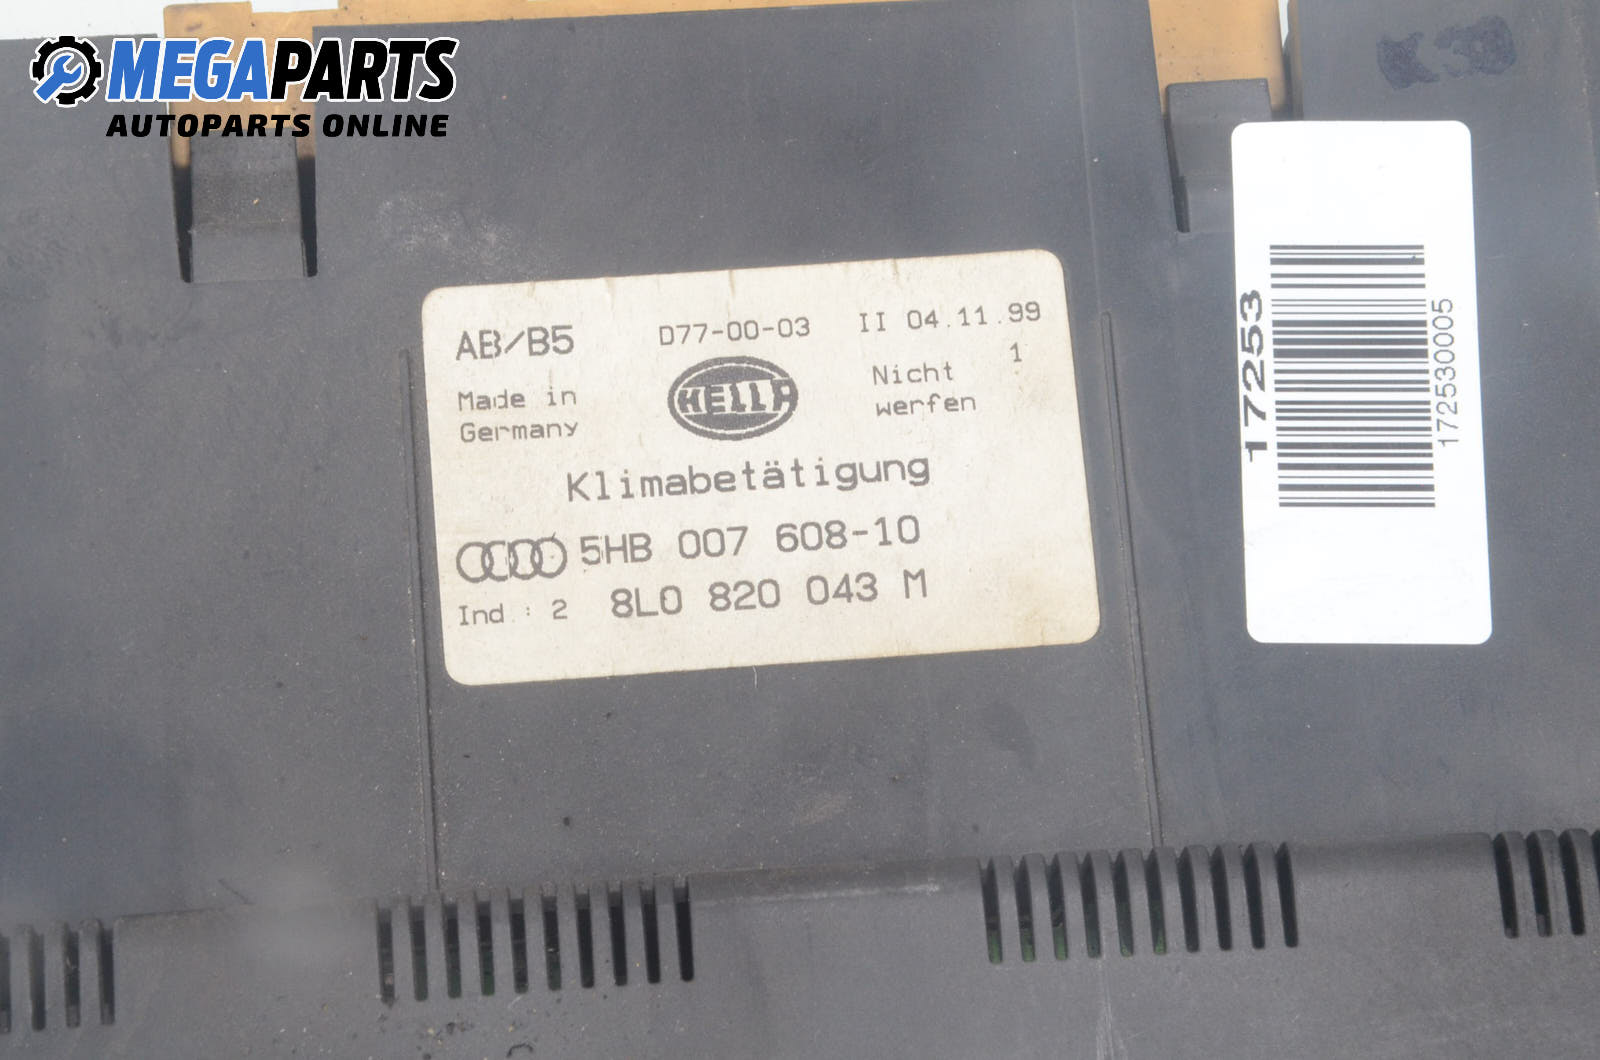 MEGAPARTS
AUTOPARTS ONLINE
K38
AB/B5
D77-00-03
II 04.11.99
1
Made in
Germany
HELLA
Nicht
werfen
Klimabetätigung
5HB 007 608-10
Ind.: 2
8L0 820 043 M
17253
172530005